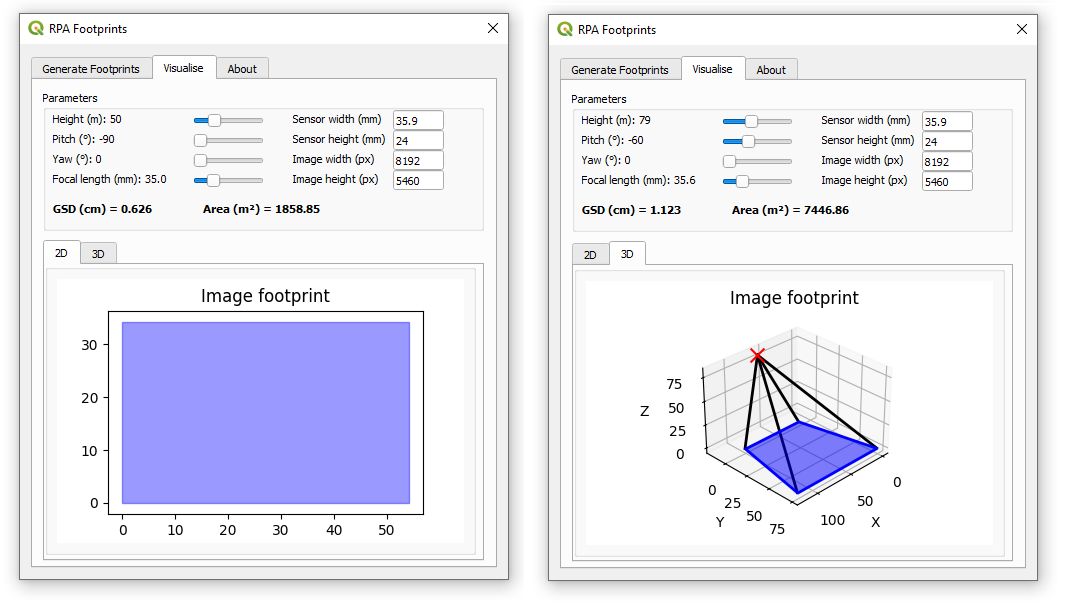 RPA Footprints
Generate Footprints Visualise About
Parameters
Height (m): 50 Sensor width (mm) 35.9
Pitch (°): -90 Sensor height (mm) 24
Yaw (°): 0 Image width (px) 8192
Focal length (mm): 35.0 Image height (px) 5460
GSD (cm) = 0.626 Area (m²) = 1858.85
2D 3D
Image footprint
30
20
10
0
0 10 20 30 40 50
RPA Footprints
Generate Footprints Visualise About
Parameters
Height (m): 79 Sensor width (mm) 35.9
Pitch (°): -60 Sensor height (mm) 24
Yaw (°): 0 Image width (px) 8192
Focal length (mm): 35.6 Image height (px) 5460
GSD (cm) = 1.123 Area (m²) = 7446.86
2D 3D
Image footprint
75
Z 50
25
0
0 25 50 75
Y
100 50 0
X